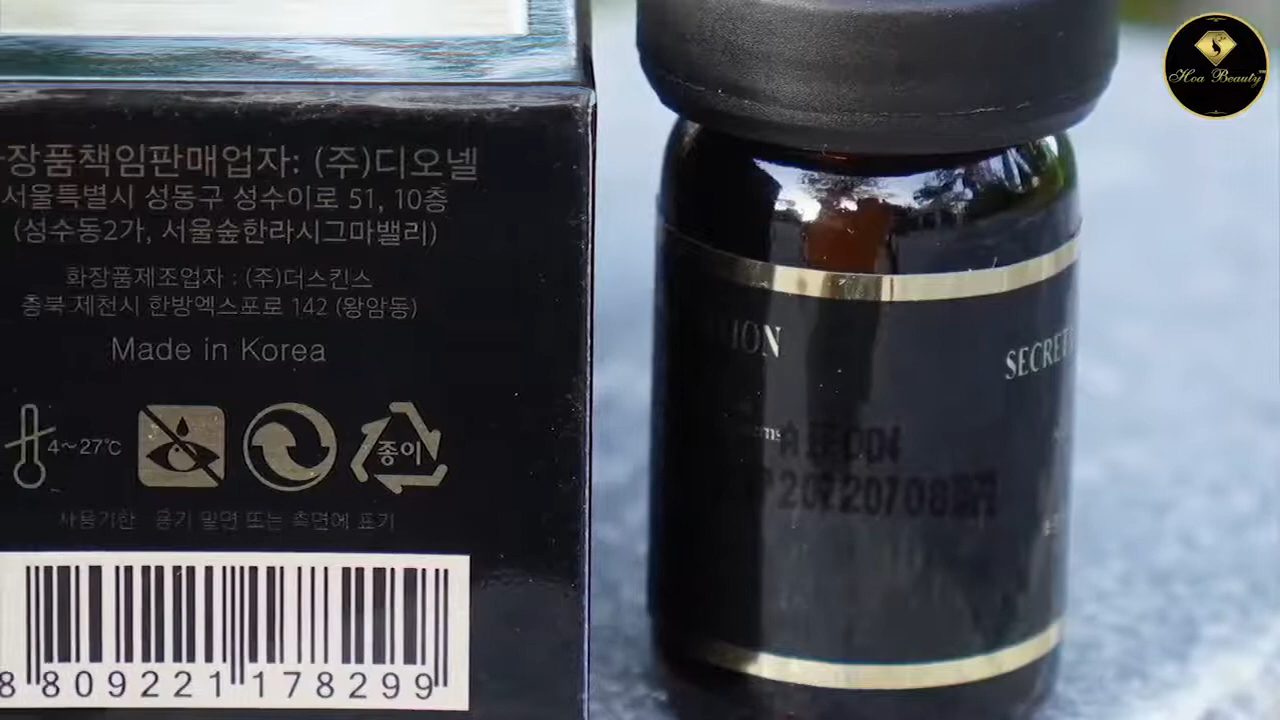 장품책임판매업자: (주)디오넬
서울특별시 성동구 성수이로 51, 10층
(성수동2가, 서울숲한라시그마밸리)
화장품제조업자 : (주)더스킨스
충북 제천시 한방엑스포로 142 (왕암동)
Made in Korea
4~27℃
종이
사용기한 용기 밑면 또는 측면에 표기
8 809221 178299
SECRET
Hoa Beauty